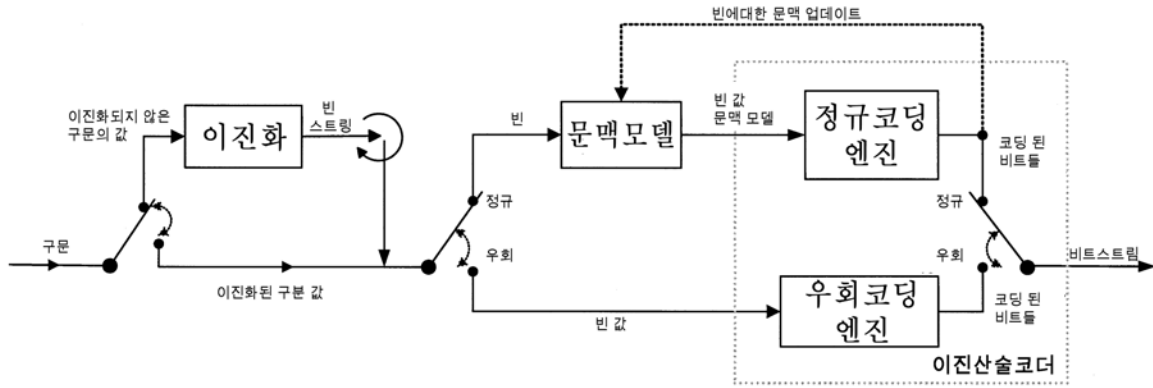 빈에대한 문맥 업데이트
이진화되지 않은
구문의 값
이진화
빈
스트링
빈
문맥모델
빈 값
문맥 모델
정규코딩
엔진
코딩 된
비트들
정규
정규
구문
우회
우회
비트스트림
이진화된 구분 값
빈 값
우회코딩
엔진
코딩 된
비트들
이진산술코더